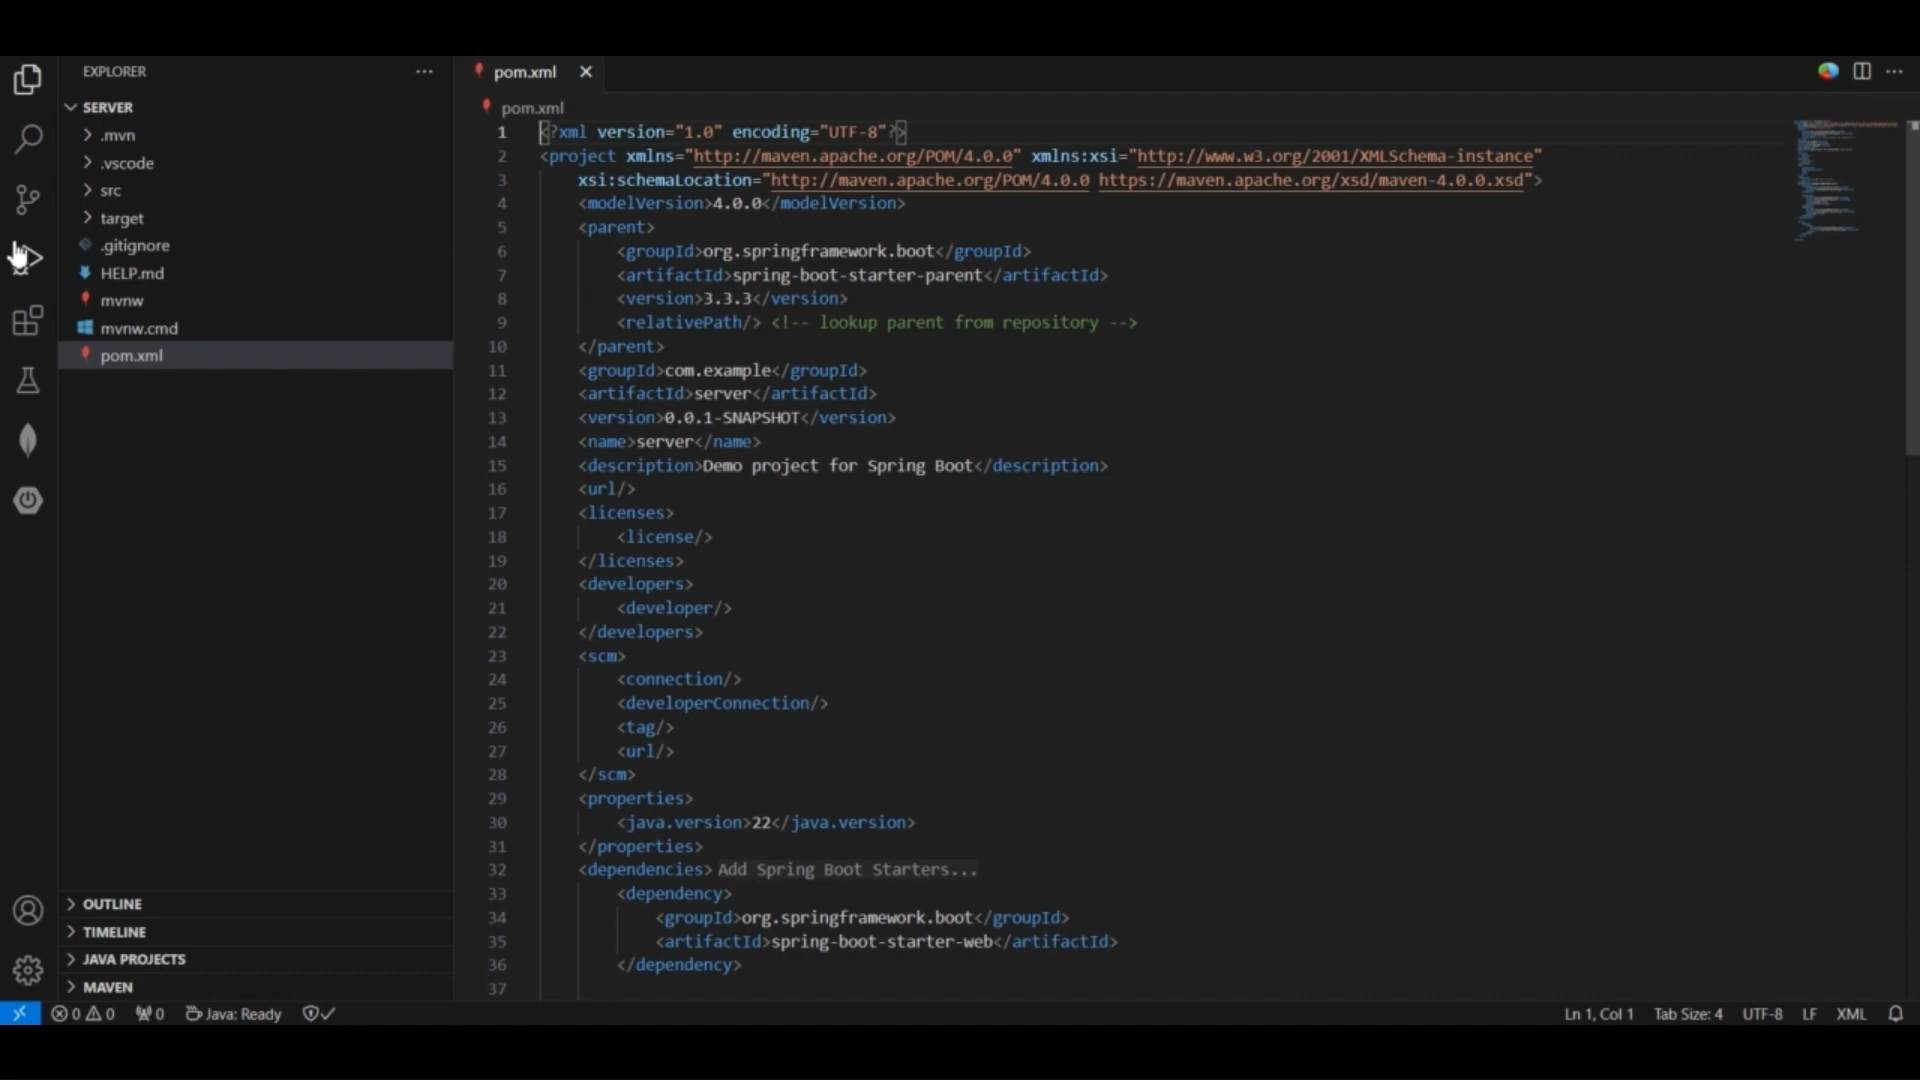 EXPLORER
SERVER
.mvn
.vscode
src
target
.gitignore
HELP.md
mvnw
mvnw.cmd
pom.xml
OUTLINE
TIMELINE
JAVA PROJECTS
MAVEN
pom.xml
pom.xml
1 <?xml version="1.0" encoding="UTF-8"?>
2 <project xmlns="http://maven.apache.org/POM/4.0.0" xmlns:xsi="http://www.w3.org/2001/XMLSchema-instance"
3 xsi:schemaLocation="http://maven.apache.org/POM/4.0.0 https://maven.apache.org/xsd/maven-4.0.0.xsd">
4 <modelVersion>4.0.0</modelVersion>
5 <parent>
6 <groupId>org.springframework.boot</groupId>
7 <artifactId>spring-boot-starter-parent</artifactId>
8 <version>3.3.3</version>
9 <relativePath/> <!-- lookup parent from repository -->
10 </parent>
11 <groupId>com.example</groupId>
12 <artifactId>server</artifactId>
13 <version>0.0.1-SNAPSHOT</version>
14 <name>server</name>
15 <description>Demo project for Spring Boot</description>
16 <url/>
17 <licenses>
18 <license/>
19 </licenses>
20 <developers>
21 <developer/>
22 </developers>
23 <scm>
24 <connection/>
25 <developerConnection/>
26 <tag/>
27 <url/>
28 </scm>
29 <properties>
30 <java.version>22</java.version>
31 </properties>
32 <dependencies> Add Spring Boot Starters...
33 <dependency>
34 <groupId>org.springframework.boot</groupId>
35 <artifactId>spring-boot-starter-web</artifactId>
36 </dependency>
37
0 0 0 Java: Ready Ln 1, Col 1 Tab Size: 4 UTF-8 LF XML